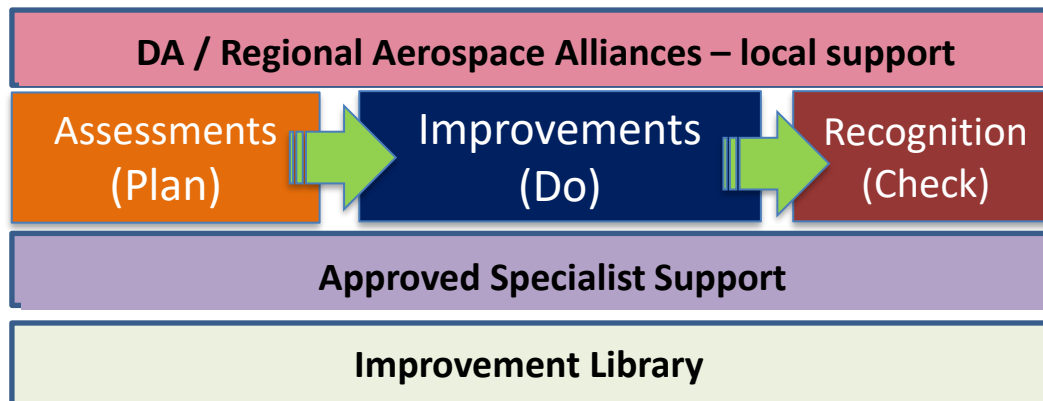 DA / Regional Aerospace Alliances – local support
Assessments
(Plan)
Improvements
(Do)
Recognition
(Check)
Approved Specialist Support
Improvement Library